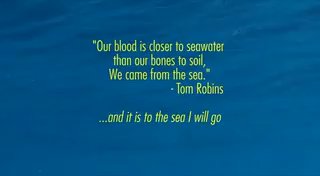 "Our blood is closer to seawater
than our bones to soil,
We came from the sea."
- Tom Robins
...and it is to the sea I will go